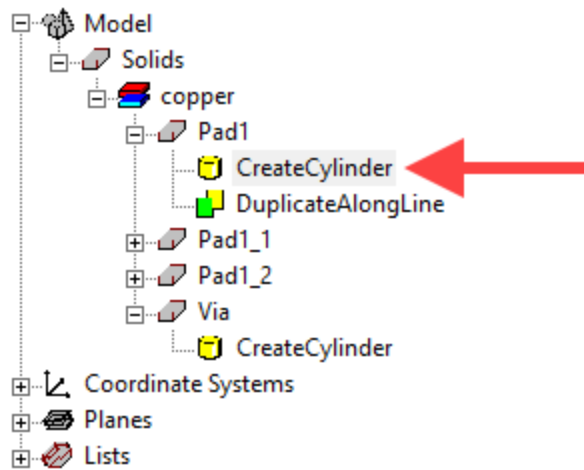 Model
Solids
copper
Pad1
CreateCylinder
DuplicateAlongLine
Pad1_1
Pad1_2
Via
CreateCylinder
Coordinate Systems
Planes
Lists